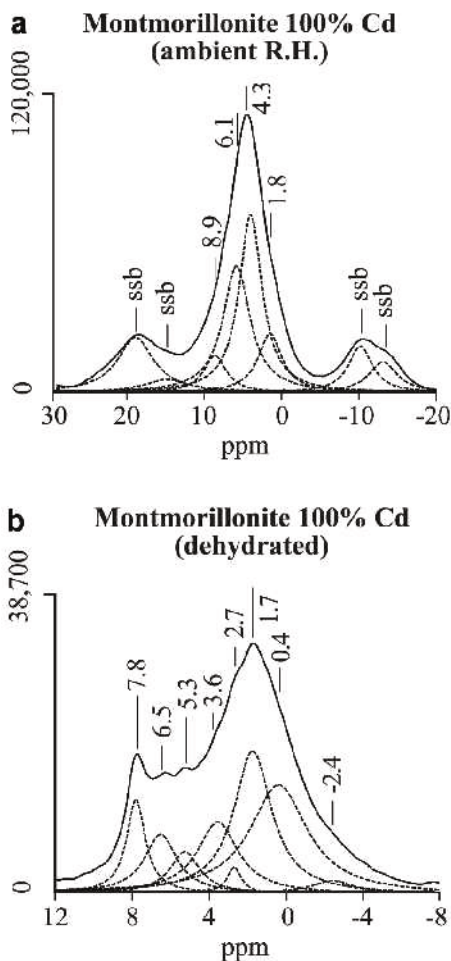 a
Montmorillonite 100% Cd
(ambient R.H.)
120,000
0
ssb
ssb
8.9
6.1
4.3
1.8
ssb
ssb
30 20 10 0 -10 -20
ppm
b
Montmorillonite 100% Cd
(dehydrated)
38,700
0
7.8
6.5
5.3
3.6
2.7
1.7
0.4
-2.4
12 8 4 0 -4 -8
ppm